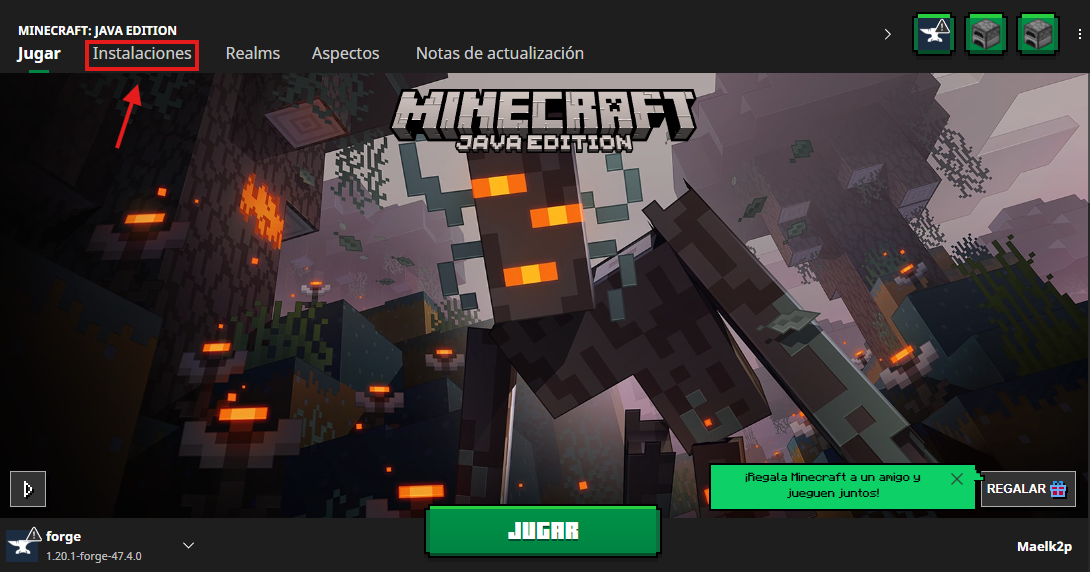 MINECRAFT: JAVA EDITION
Jugar Instalaciones Realms Aspectos Notas de actualización
MINECRAFT
JAVA EDITION
¡Regala Minecraft a un amigo y
jueguen juntos!
REGALAR
forge
1.20.1-forge-47.4.0
JUGAR
Maelk2p